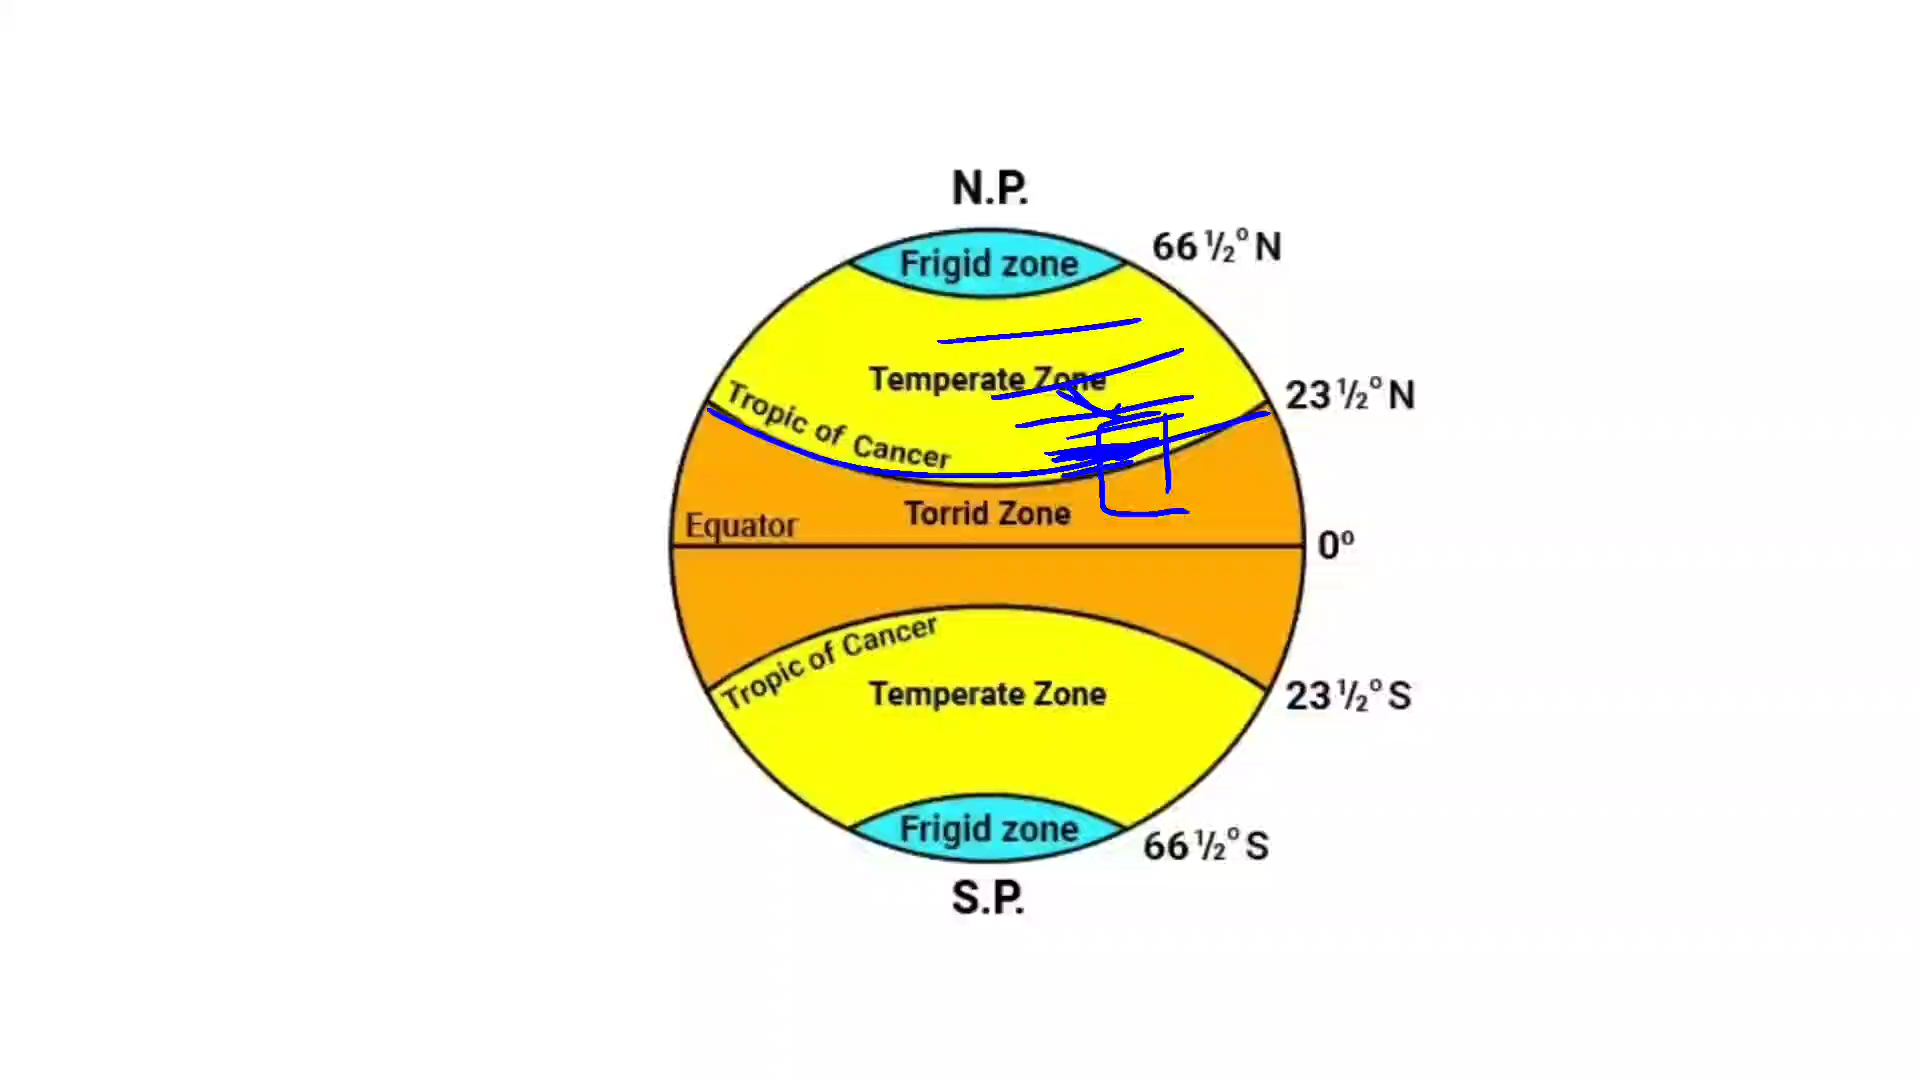 N.P.
66 ½° N
Frigid zone
Temperate Zone
23 ½° N
Tropic of Cancer
Torrid Zone
Equator
0°
Tropic of Cancer
Temperate Zone
23 ½° S
Frigid zone
66 ½° S
S.P.